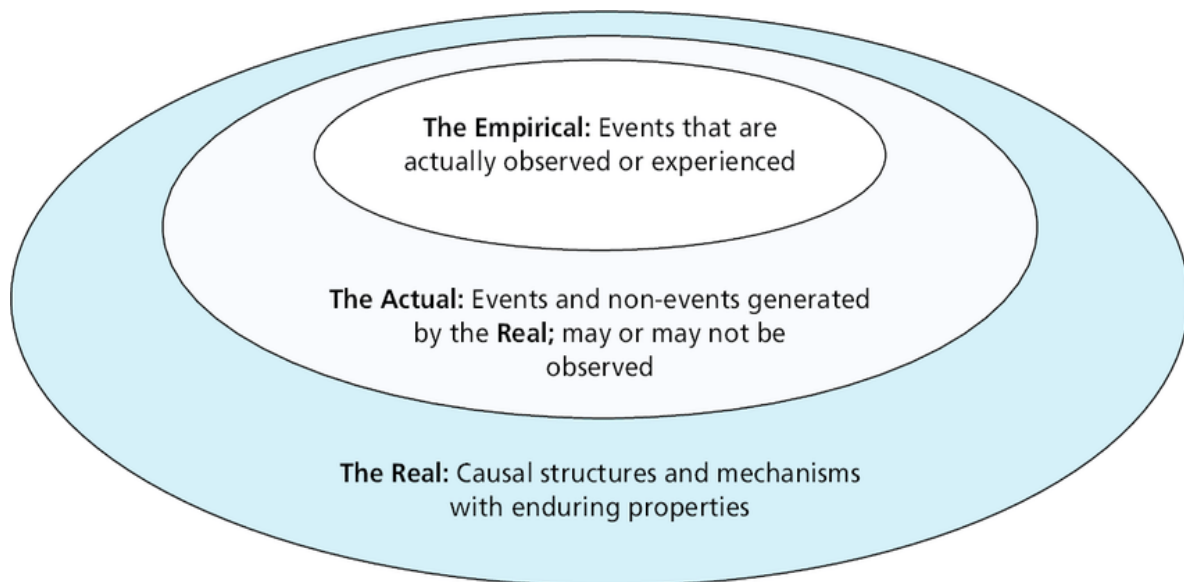 The Empirical: Events that are
actually observed or experienced
The Actual: Events and non-events generated
by the Real; may or may not be
observed
The Real: Causal structures and mechanisms
with enduring properties